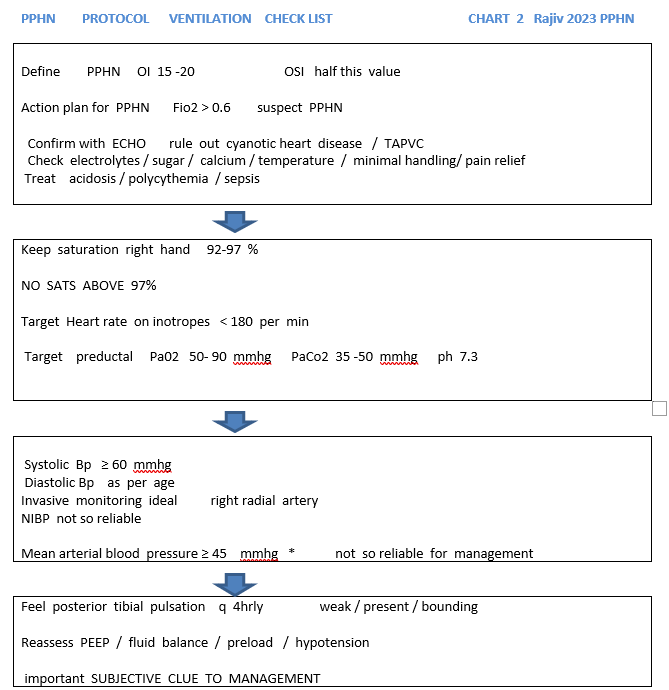 PPHN PROTOCOL VENTILATION CHECK LIST CHART 2 Rajiv 2023 PPHN
Define PPHN OI 15 -20 OSI half this value
Action plan for PPHN Fio2 > 0.6 suspect PPHN
Confirm with ECHO rule out cyanotic heart disease / TAPVC
Check electrolytes / sugar / calcium / temperature / minimal handling/ pain relief
Treat acidosis / polycythemia / sepsis
Keep saturation right hand 92-97 %
NO SATS ABOVE 97%
Target Heart rate on inotropes < 180 per min
Target preductal Pa02 50- 90 mmhg PaCo2 35 -50 mmhg ph 7.3
Systolic Bp ≥ 60 mmhg
Diastolic Bp as per age
Invasive monitoring ideal right radial artery
NIBP not so reliable
Mean arterial blood pressure ≥ 45 mmhg * not so reliable for management
Feel posterior tibial pulsation q 4hrly weak / present / bounding
Reassess PEEP / fluid balance / preload / hypotension
important SUBJECTIVE CLUE TO MANAGEMENT